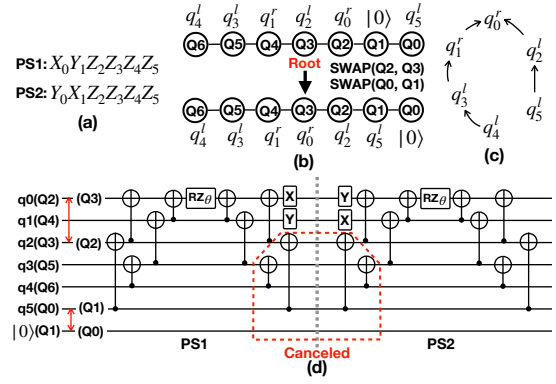 q₄ˡ q₃ˡ q₁ʳ q₂ˡ q₀ʳ |0⟩ q₅ˡ
Q6 Q5 Q4 Q3 Q2 Q1 Q0
Root
SWAP(Q2, Q3)
SWAP(Q0, Q1)
Q6 Q5 Q4 Q3 Q2 Q1 Q0
q₄ˡ q₃ˡ q₁ʳ q₀ʳ q₂ˡ q₅ˡ |0⟩
(b)
PS1: X₀Y₁Z₂Z₃Z₄Z₅
PS2: Y₀X₁Z₂Z₃Z₄Z₅
(a)
q₀ʳ
q₁ʳ q₂ˡ
q₃ˡ
q₄ˡ q₅ˡ
(c)
q0(Q2) (Q3) RZθ X Y RZθ
q1(Q4) Y X
q2(Q3) (Q2)
q3(Q5)
q4(Q6)
q5(Q0) (Q1)
|0⟩(Q1) (Q0)
PS1 Canceled PS2
(d)